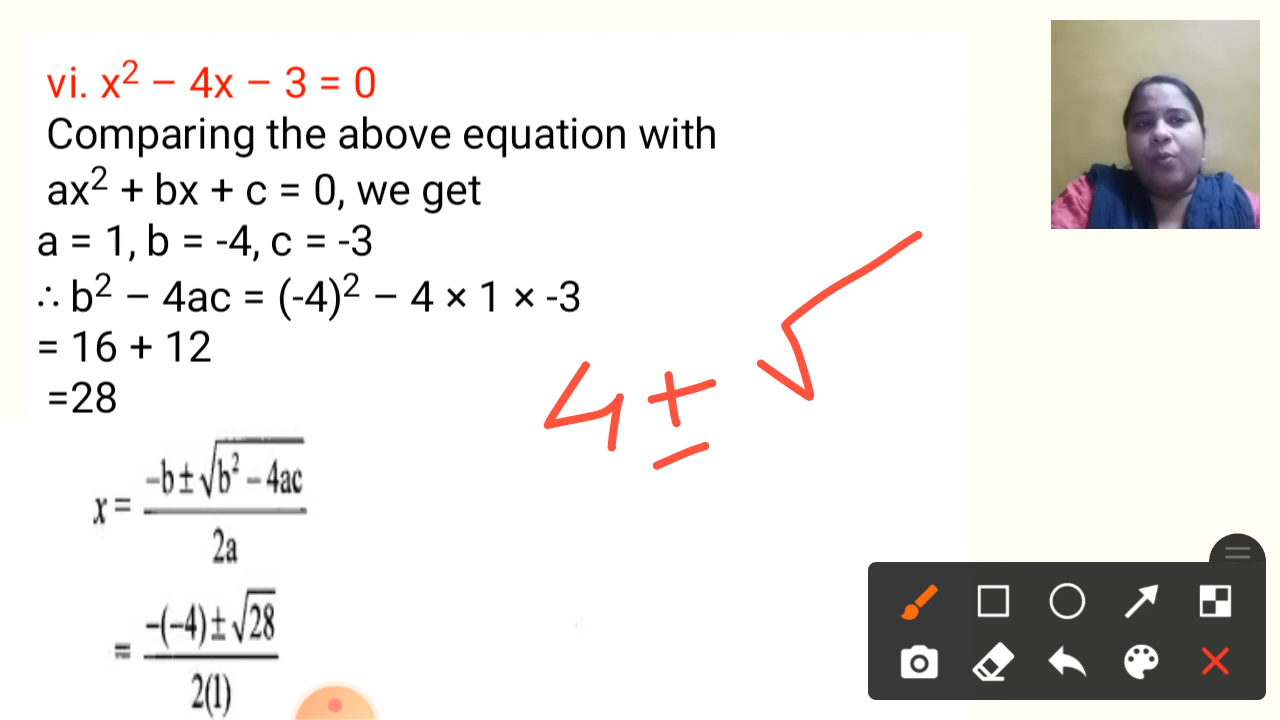 vi. x² – 4x – 3 = 0
Comparing the above equation with
ax² + bx + c = 0, we get
a = 1, b = -4, c = -3
∴ b² – 4ac = (-4)² – 4 × 1 × -3
= 16 + 12
=28
x = (–b ± √(b² – 4ac)) / 2a
= (–(–4) ± √28) / 2(1)
4 ± √